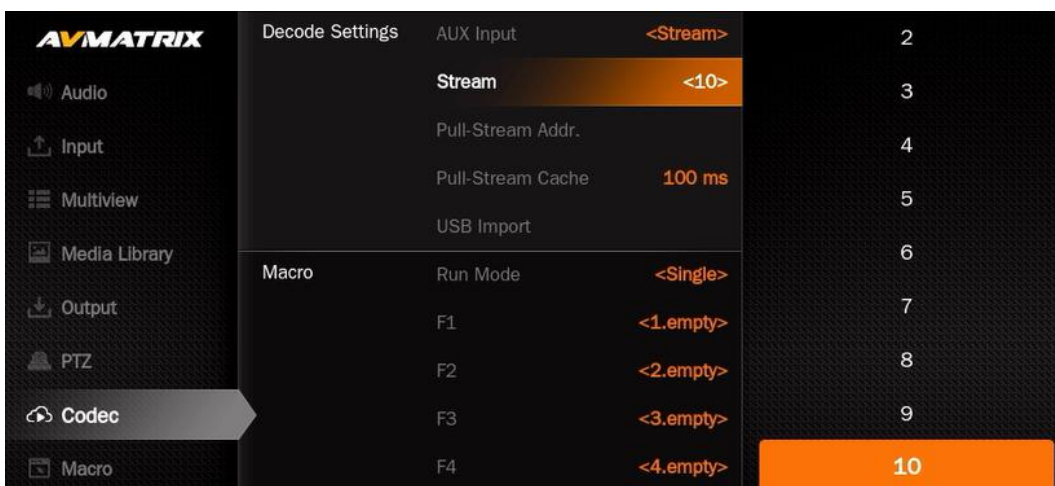 AVMATRIX
Audio
Input
Multiview
Media Library
Output
PTZ
Codec
Macro
Decode Settings
AUX Input <Stream>
Stream <10>
Pull-Stream Addr.
Pull-Stream Cache 100 ms
USB Import
Macro
Run Mode <Single>
F1 <1.empty>
F2 <2.empty>
F3 <3.empty>
F4 <4.empty>
2
3
4
5
6
7
8
9
10